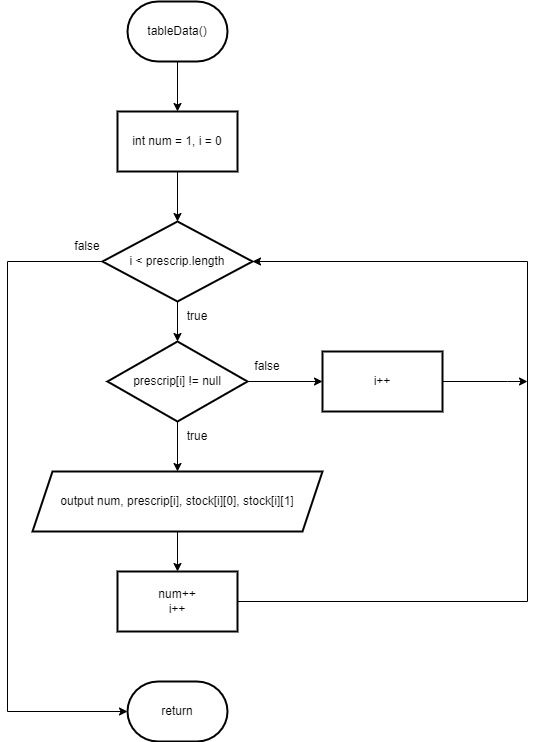 tableData()
int num = 1, i = 0
false
i < prescrip.length
true
false
prescrip[i] != null
i++
true
output num, prescrip[i], stock[i][0], stock[i][1]
num++
i++
return